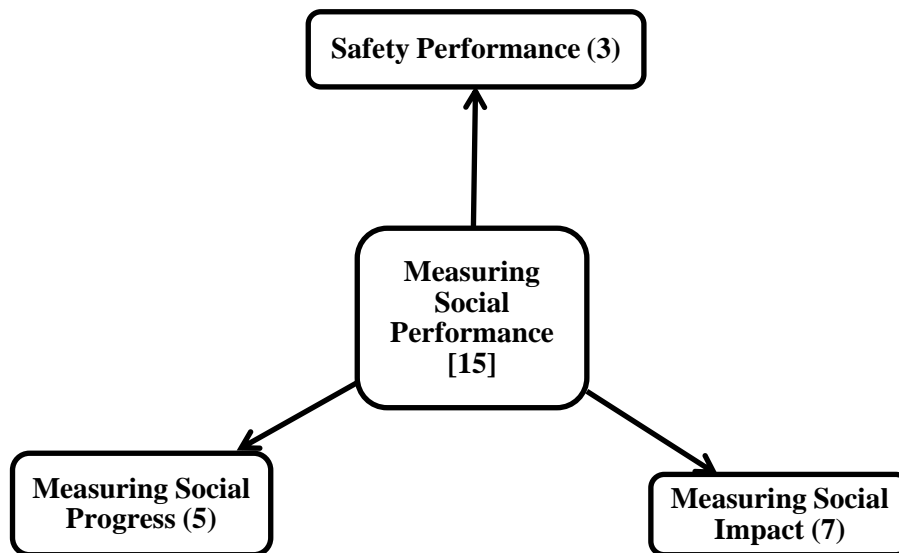 Safety Performance (3)
Measuring
Social
Performance
[15]
Measuring Social
Progress (5)
Measuring Social
Impact (7)